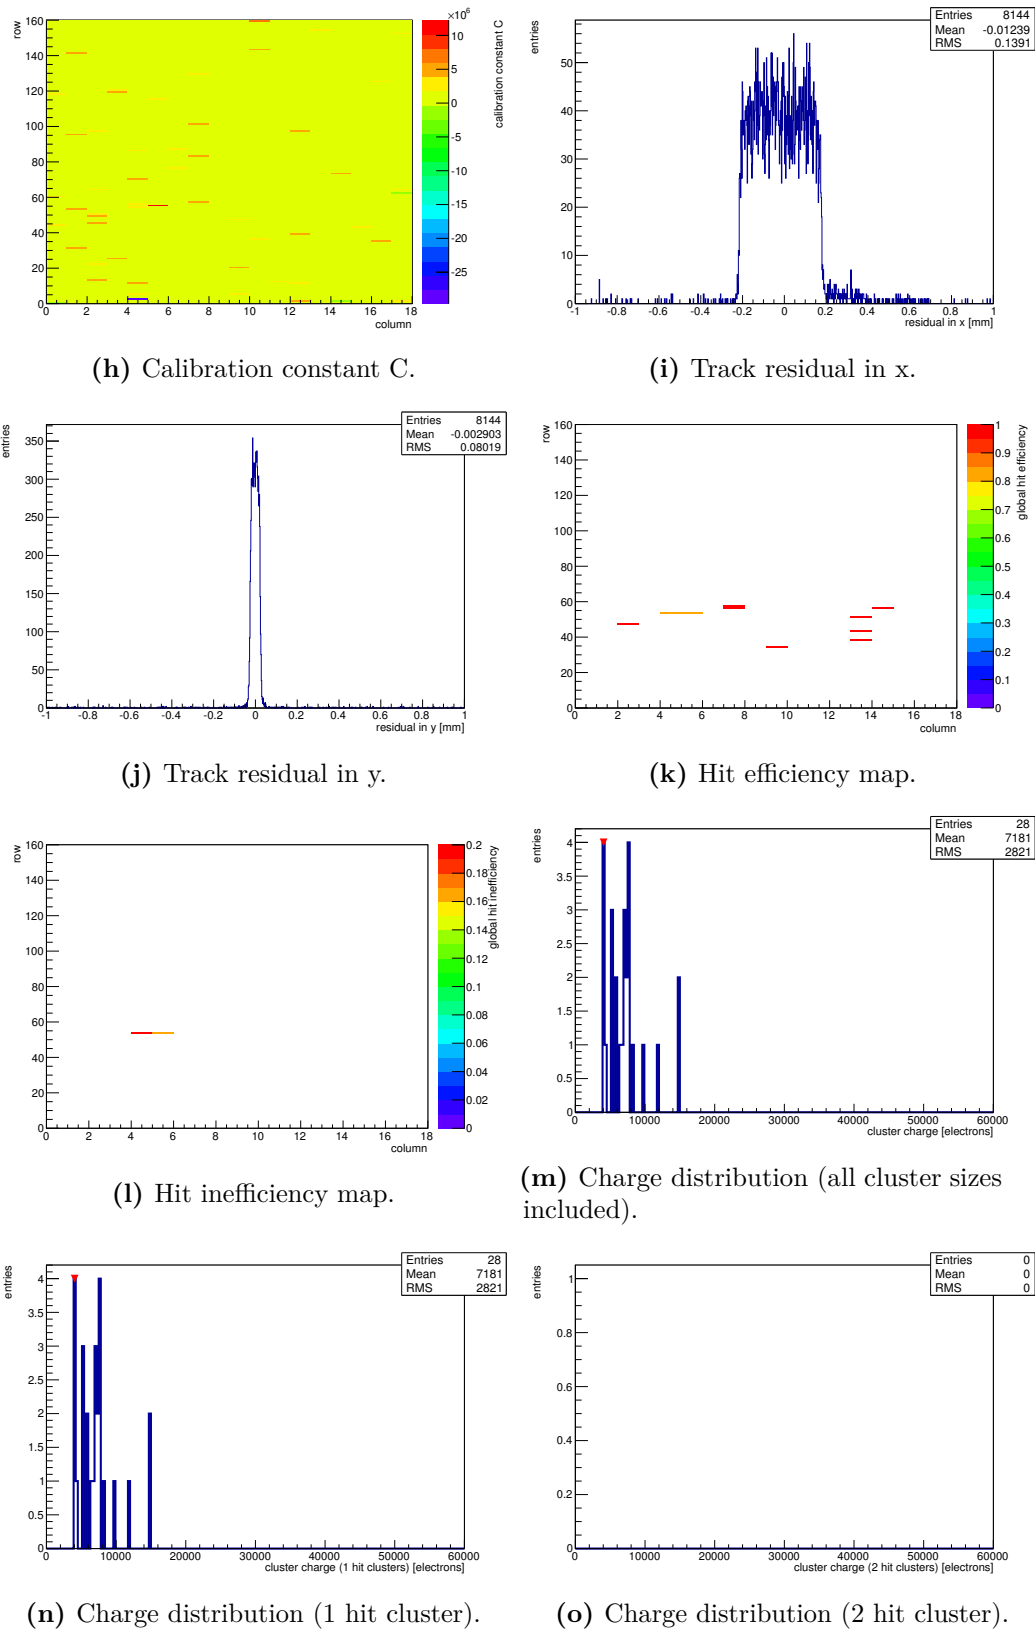 ×10⁶
row
160
140
120
100
80
60
40
20
0
0 2 4 6 8 10 12 14 16 18
column
10
5
0
-5
-10
-15
-20
-25
calibration constant C
(h) Calibration constant C.
entries
Entries 8144
Mean -0.01239
RMS 0.1391
50
40
30
20
10
0
-1 -0.8 -0.6 -0.4 -0.2 0 0.2 0.4 0.6 0.8 1
residual in x [mm]
(i) Track residual in x.
entries
Entries 8144
Mean -0.002903
RMS 0.08019
350
300
250
200
150
100
50
0
-1 -0.8 -0.6 -0.4 -0.2 0 0.2 0.4 0.6 0.8 1
residual in y [mm]
(j) Track residual in y.
row
160
140
120
100
80
60
40
20
0
0 2 4 6 8 10 12 14 16 18
column
1
0.9
0.8
0.7
0.6
0.5
0.4
0.3
0.2
0.1
0
global hit efficiency
(k) Hit efficiency map.
row
160
140
120
100
80
60
40
20
0
0 2 4 6 8 10 12 14 16 18
column
0.2
0.18
0.16
0.14
0.12
0.1
0.08
0.06
0.04
0.02
0
global hit inefficiency
(l) Hit inefficiency map.
entries
Entries 28
Mean 7181
RMS 2821
4
3.5
3
2.5
2
1.5
1
0.5
0
0 10000 20000 30000 40000 50000 60000
cluster charge [electrons]
(m) Charge distribution (all cluster sizes
included).
entries
Entries 28
Mean 7181
RMS 2821
4
3.5
3
2.5
2
1.5
1
0.5
0
0 10000 20000 30000 40000 50000 60000
cluster charge (1 hit clusters) [electrons]
(n) Charge distribution (1 hit cluster).
entries
Entries 0
Mean 0
RMS 0
1
0.8
0.6
0.4
0.2
0
0 10000 20000 30000 40000 50000 60000
cluster charge (2 hit clusters) [electrons]
(o) Charge distribution (2 hit cluster).